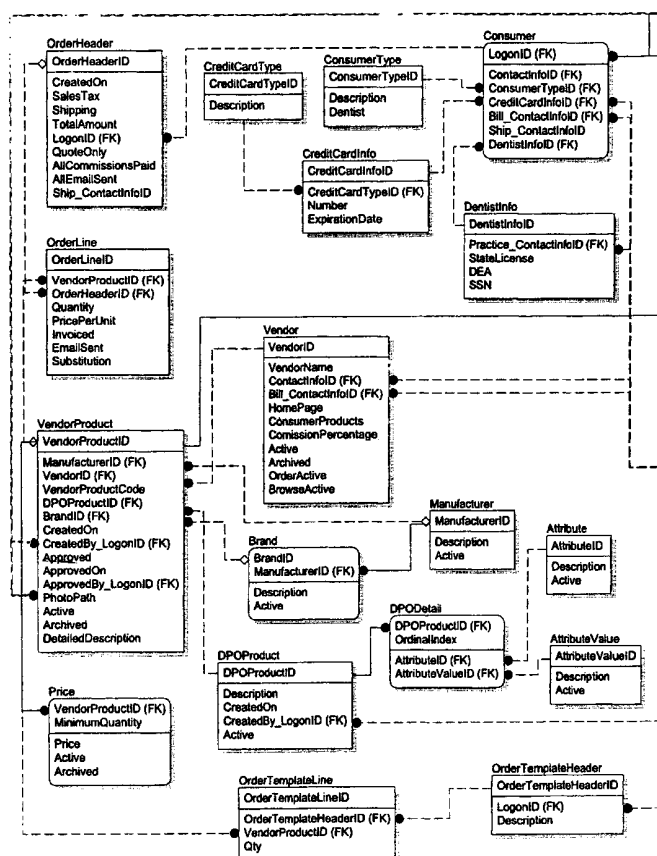 OrderHeader
OrderHeaderID
CreatedOn
SalesTax
Shipping
TotalAmount
LogonID (FK)
QuoteOnly
AllCommissionsPaid
AllEmailSent
Ship_ContactInfoID
CreditCardType
CreditCardTypeID
Description
ConsumerType
ConsumerTypeID
Description
Dentist
Consumer
LogonID (FK)
ContactInfoID (FK)
ConsumerTypeID (FK)
CreditCardInfoID (FK)
Bill_ContactInfoID (FK)
Ship_ContactInfoID
DentistInfoID (FK)
CreditCardInfo
CreditCardInfoID
CreditCardTypeID (FK)
Number
ExpirationDate
DentistInfo
DentistInfoID
Practice_ContactInfoID (FK)
StateLicense
DEA
SSN
OrderLine
OrderLineID
VendorProductID (FK)
OrderHeaderID (FK)
Quantity
PricePerUnit
Invoiced
EmailSent
Substitution
Vendor
VendorID
VendorName
ContactInfoID (FK)
Bill_ContactInfoID (FK)
HomePage
ConsumerProducts
ComissionPercentage
Active
Archived
OrderActive
BrowseActive
VendorProduct
VendorProductID
ManufacturerID (FK)
VendorID (FK)
VendorProductCode
DPOProductID (FK)
BrandID (FK)
CreatedOn
CreatedBy_LogonID (FK)
Approved
ApprovedOn
ApprovedBy_LogonID (FK)
PhotoPath
Active
Archived
DetailedDescription
Manufacturer
ManufacturerID
Description
Active
Brand
BrandID
ManufacturerID (FK)
Description
Active
Attribute
AttributeID
Description
Active
DPODetail
DPOProductID (FK)
OrdinalIndex
AttributeID (FK)
AttributeValueID (FK)
AttributeValue
AttributeValueID
Description
Active
DPOProduct
DPOProductID
Description
CreatedOn
CreatedBy_LogonID (FK)
Active
Price
VendorProductID (FK)
MinimumQuantity
Price
Active
Archived
OrderTemplateLine
OrderTemplateLineID
OrderTemplateHeaderID (FK)
VendorProductID (FK)
Qty
OrderTemplateHeader
OrderTemplateHeaderID
LogonID (FK)
Description